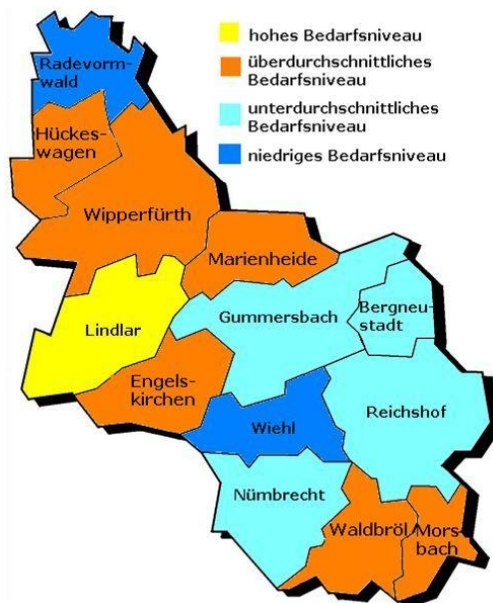 hohes Bedarfsniveau
überdurchschnittliches
Bedarfsniveau
unterdurchschnittliches
Bedarfsniveau
niedriges Bedarfsniveau
Radevorm-
wald
Hückes-
wagen
Wipperfürth
Marienheide
Lindlar
Gummersbach
Bergneu-
stadt
Engels-
kirchen
Wiehl
Reichshof
Nümbrecht
Waldbröl
Mors-
bach